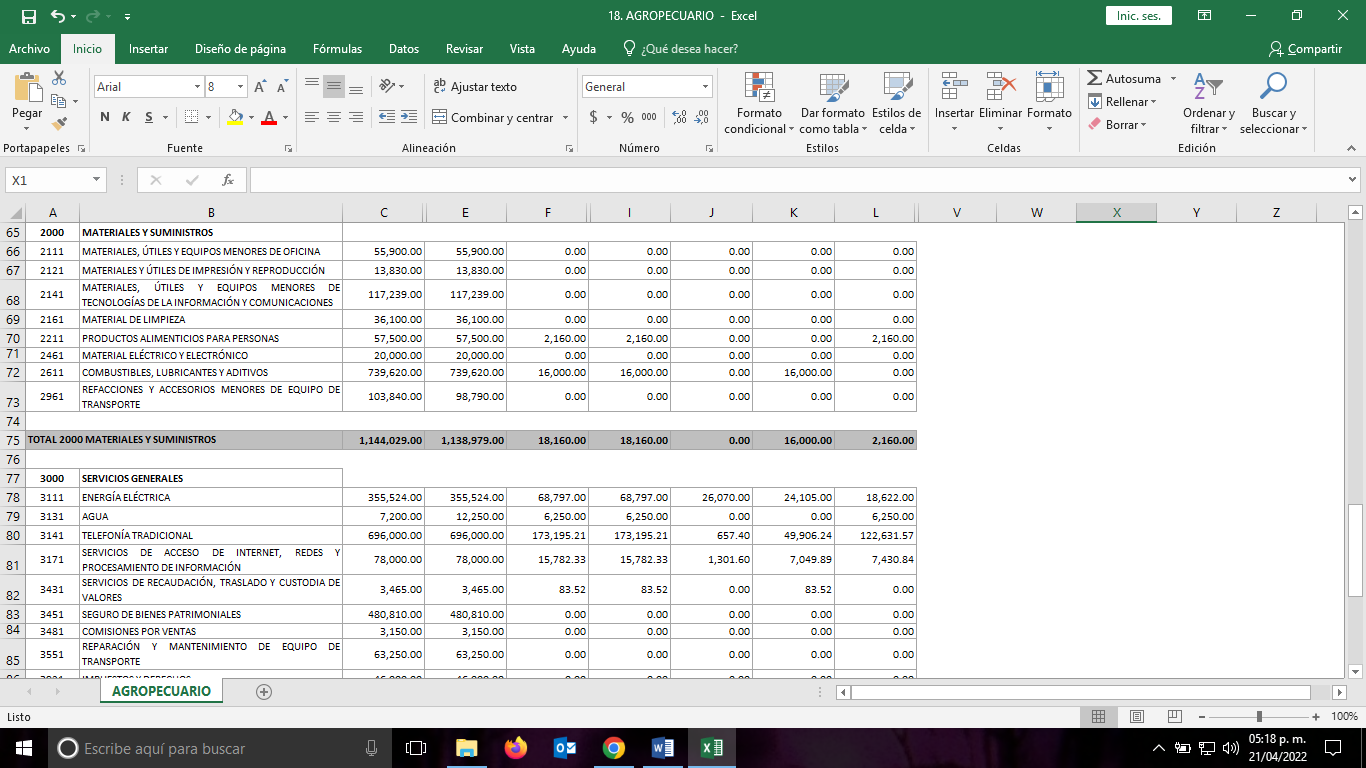 18. AGROPECUARIO - Excel
Inic. ses.
Archivo Inicio Insertar Diseño de página Fórmulas Datos Revisar Vista Ayuda ¿Qué desea hacer? Compartir
Pegar
Portapapeles
Arial 8
N K S
Fuente
Ajustar texto
Combinar y centrar
Alineación
General
$ % 000
Número
Formato condicional
Dar formato como tabla
Estilos de celda
Estilos
Insertar Eliminar Formato
Celdas
Autosuma
Rellenar
Borrar
Ordenar y filtrar
Buscar y seleccionar
Edición
X1 fx
A B C E F I J K L V W X Y Z
65 2000 MATERIALES Y SUMINISTROS
66 2111 MATERIALES, ÚTILES Y EQUIPOS MENORES DE OFICINA 55,900.00 55,900.00 0.00 0.00 0.00 0.00 0.00
67 2121 MATERIALES Y ÚTILES DE IMPRESIÓN Y REPRODUCCIÓN 13,830.00 13,830.00 0.00 0.00 0.00 0.00 0.00
68 2141 MATERIALES, ÚTILES Y EQUIPOS MENORES DE
TECNOLOGÍAS DE LA INFORMACIÓN Y COMUNICACIONES 117,239.00 117,239.00 0.00 0.00 0.00 0.00 0.00
69 2161 MATERIAL DE LIMPIEZA 36,100.00 36,100.00 0.00 0.00 0.00 0.00 0.00
70 2211 PRODUCTOS ALIMENTICIOS PARA PERSONAS 57,500.00 57,500.00 2,160.00 2,160.00 0.00 0.00 2,160.00
71 2461 MATERIAL ELÉCTRICO Y ELECTRÓNICO 20,000.00 20,000.00 0.00 0.00 0.00 0.00 0.00
72 2611 COMBUSTIBLES, LUBRICANTES Y ADITIVOS 739,620.00 739,620.00 16,000.00 16,000.00 0.00 16,000.00 0.00
73 2961 REFACCIONES Y ACCESORIOS MENORES DE EQUIPO DE
TRANSPORTE 103,840.00 98,790.00 0.00 0.00 0.00 0.00 0.00
74
75 TOTAL 2000 MATERIALES Y SUMINISTROS 1,144,029.00 1,138,979.00 18,160.00 18,160.00 0.00 16,000.00 2,160.00
76
77 3000 SERVICIOS GENERALES
78 3111 ENERGÍA ELÉCTRICA 355,524.00 355,524.00 68,797.00 68,797.00 26,070.00 24,105.00 18,622.00
79 3131 AGUA 7,200.00 12,250.00 6,250.00 6,250.00 0.00 0.00 6,250.00
80 3141 TELEFONÍA TRADICIONAL 696,000.00 696,000.00 173,195.21 173,195.21 657.40 49,906.24 122,631.57
81 3171 SERVICIOS DE ACCESO DE INTERNET, REDES Y
PROCESAMIENTO DE INFORMACIÓN 78,000.00 78,000.00 15,782.33 15,782.33 1,301.60 7,049.89 7,430.84
82 3431 SERVICIOS DE RECAUDACIÓN, TRASLADO Y CUSTODIA DE
VALORES 3,465.00 3,465.00 83.52 83.52 0.00 83.52 0.00
83 3451 SEGURO DE BIENES PATRIMONIALES 480,810.00 480,810.00 0.00 0.00 0.00 0.00 0.00
84 3481 COMISIONES POR VENTAS 3,150.00 3,150.00 0.00 0.00 0.00 0.00 0.00
85 3551 REPARACIÓN Y MANTENIMIENTO DE EQUIPO DE
TRANSPORTE 63,250.00 63,250.00 0.00 0.00 0.00 0.00 0.00
AGROPECUARIO
Listo 100%
Escribe aquí para buscar
05:18 p. m.
21/04/2022